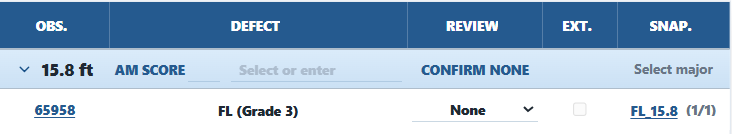 OBS. DEFECT REVIEW EXT. SNAP.
15.8 ft AM SCORE Select or enter CONFIRM NONE Select major
65958 FL (Grade 3) None FL_15.8 (1/1)